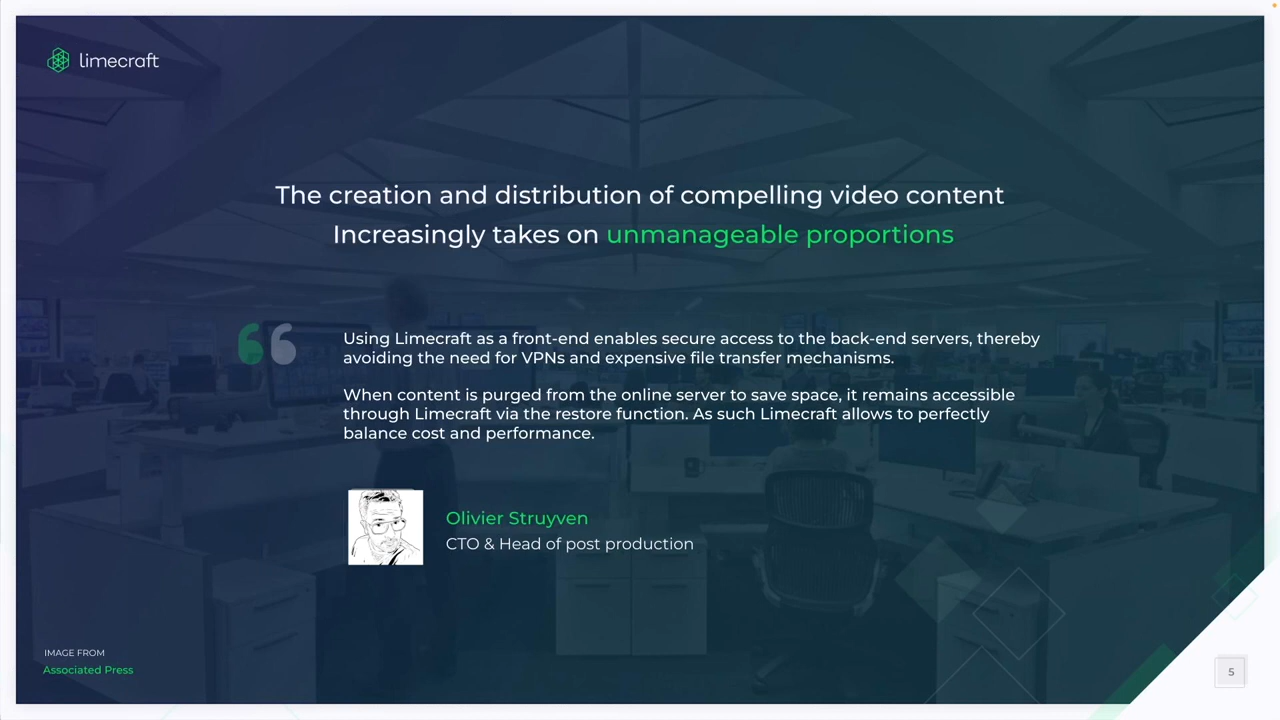 limecraft
The creation and distribution of compelling video content
Increasingly takes on unmanageable proportions
Using Limecraft as a front-end enables secure access to the back-end servers, thereby
avoiding the need for VPNs and expensive file transfer mechanisms.
When content is purged from the online server to save space, it remains accessible
through Limecraft via the restore function. As such Limecraft allows to perfectly
balance cost and performance.
Olivier Struyven
CTO & Head of post production
IMAGE FROM
Associated Press
5